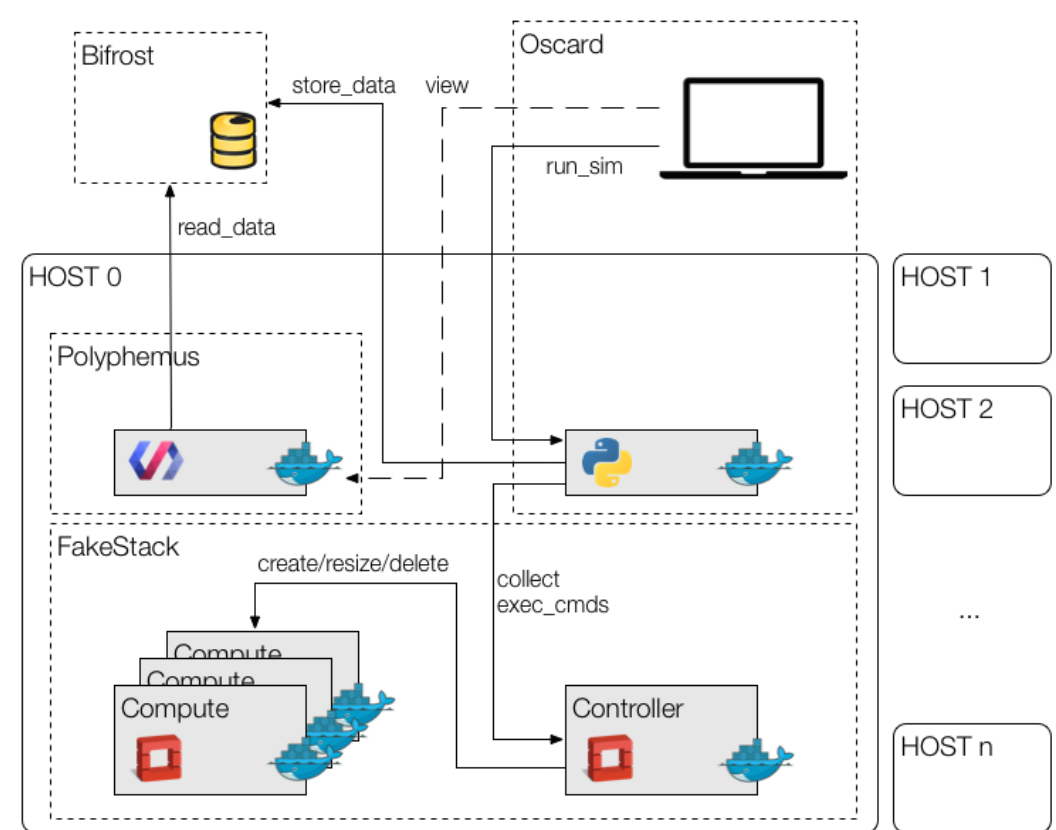 Bifrost
Oscard
store_data
view
run_sim
read_data
HOST 0
HOST 1
Polyphemus
HOST 2
FakeStack
create/resize/delete
collect
exec_cmds
...
Compute
Compute
Compute
Controller
HOST n